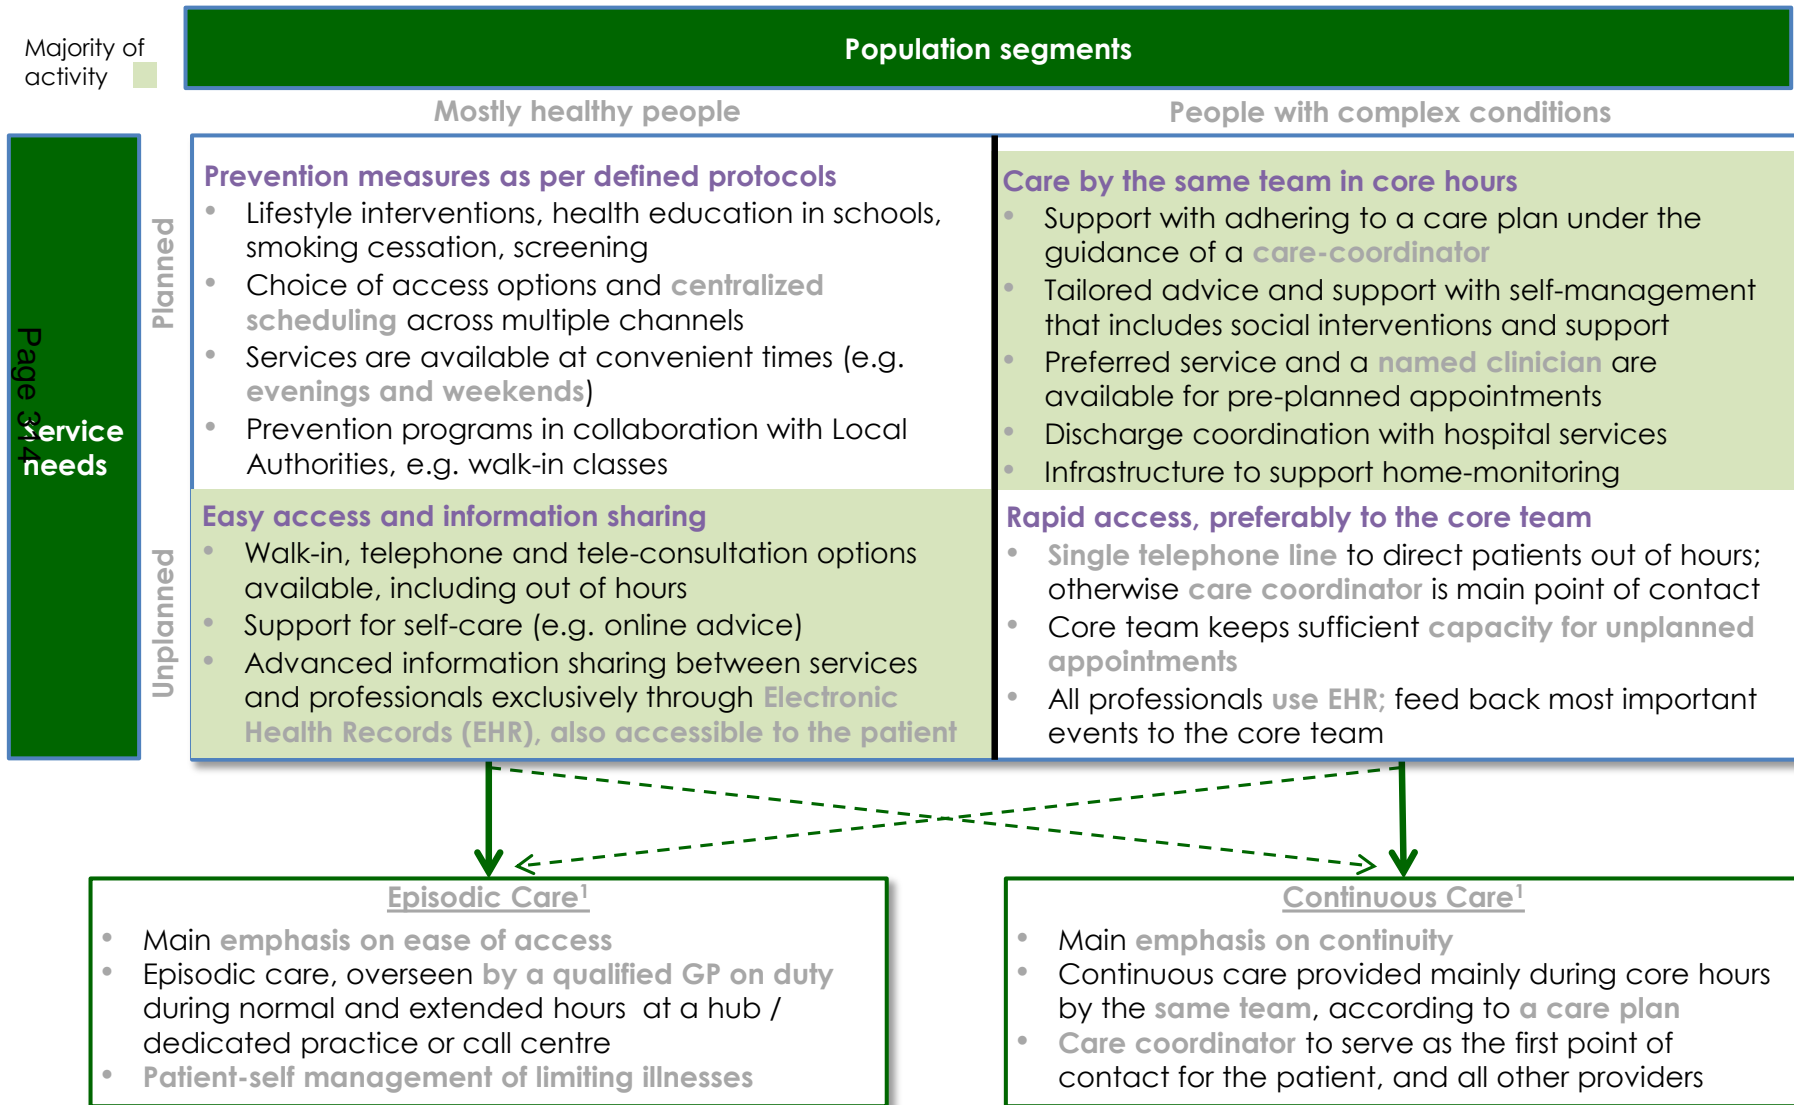 Majority of
activity
Population segments
Mostly healthy people
People with complex conditions
Page 314
Service
needs
Planned
Prevention measures as per defined protocols
• Lifestyle interventions, health education in schools,
smoking cessation, screening
• Choice of access options and centralized
scheduling across multiple channels
• Services are available at convenient times (e.g.
evenings and weekends)
• Prevention programs in collaboration with Local
Authorities, e.g. walk-in classes
Care by the same team in core hours
• Support with adhering to a care plan under the
guidance of a care-coordinator
• Tailored advice and support with self-management
that includes social interventions and support
• Preferred service and a named clinician are
available for pre-planned appointments
• Discharge coordination with hospital services
• Infrastructure to support home-monitoring
Unplanned
Easy access and information sharing
• Walk-in, telephone and tele-consultation options
available, including out of hours
• Support for self-care (e.g. online advice)
• Advanced information sharing between services
and professionals exclusively through Electronic
Health Records (EHR), also accessible to the patient
Rapid access, preferably to the core team
• Single telephone line to direct patients out of hours;
otherwise care coordinator is main point of contact
• Core team keeps sufficient capacity for unplanned
appointments
• All professionals use EHR; feed back most important
events to the core team
Episodic Care¹
• Main emphasis on ease of access
• Episodic care, overseen by a qualified GP on duty
during normal and extended hours at a hub /
dedicated practice or call centre
• Patient-self management of limiting illnesses
Continuous Care¹
• Main emphasis on continuity
• Continuous care provided mainly during core hours
by the same team, according to a care plan
• Care coordinator to serve as the first point of
contact for the patient, and all other providers